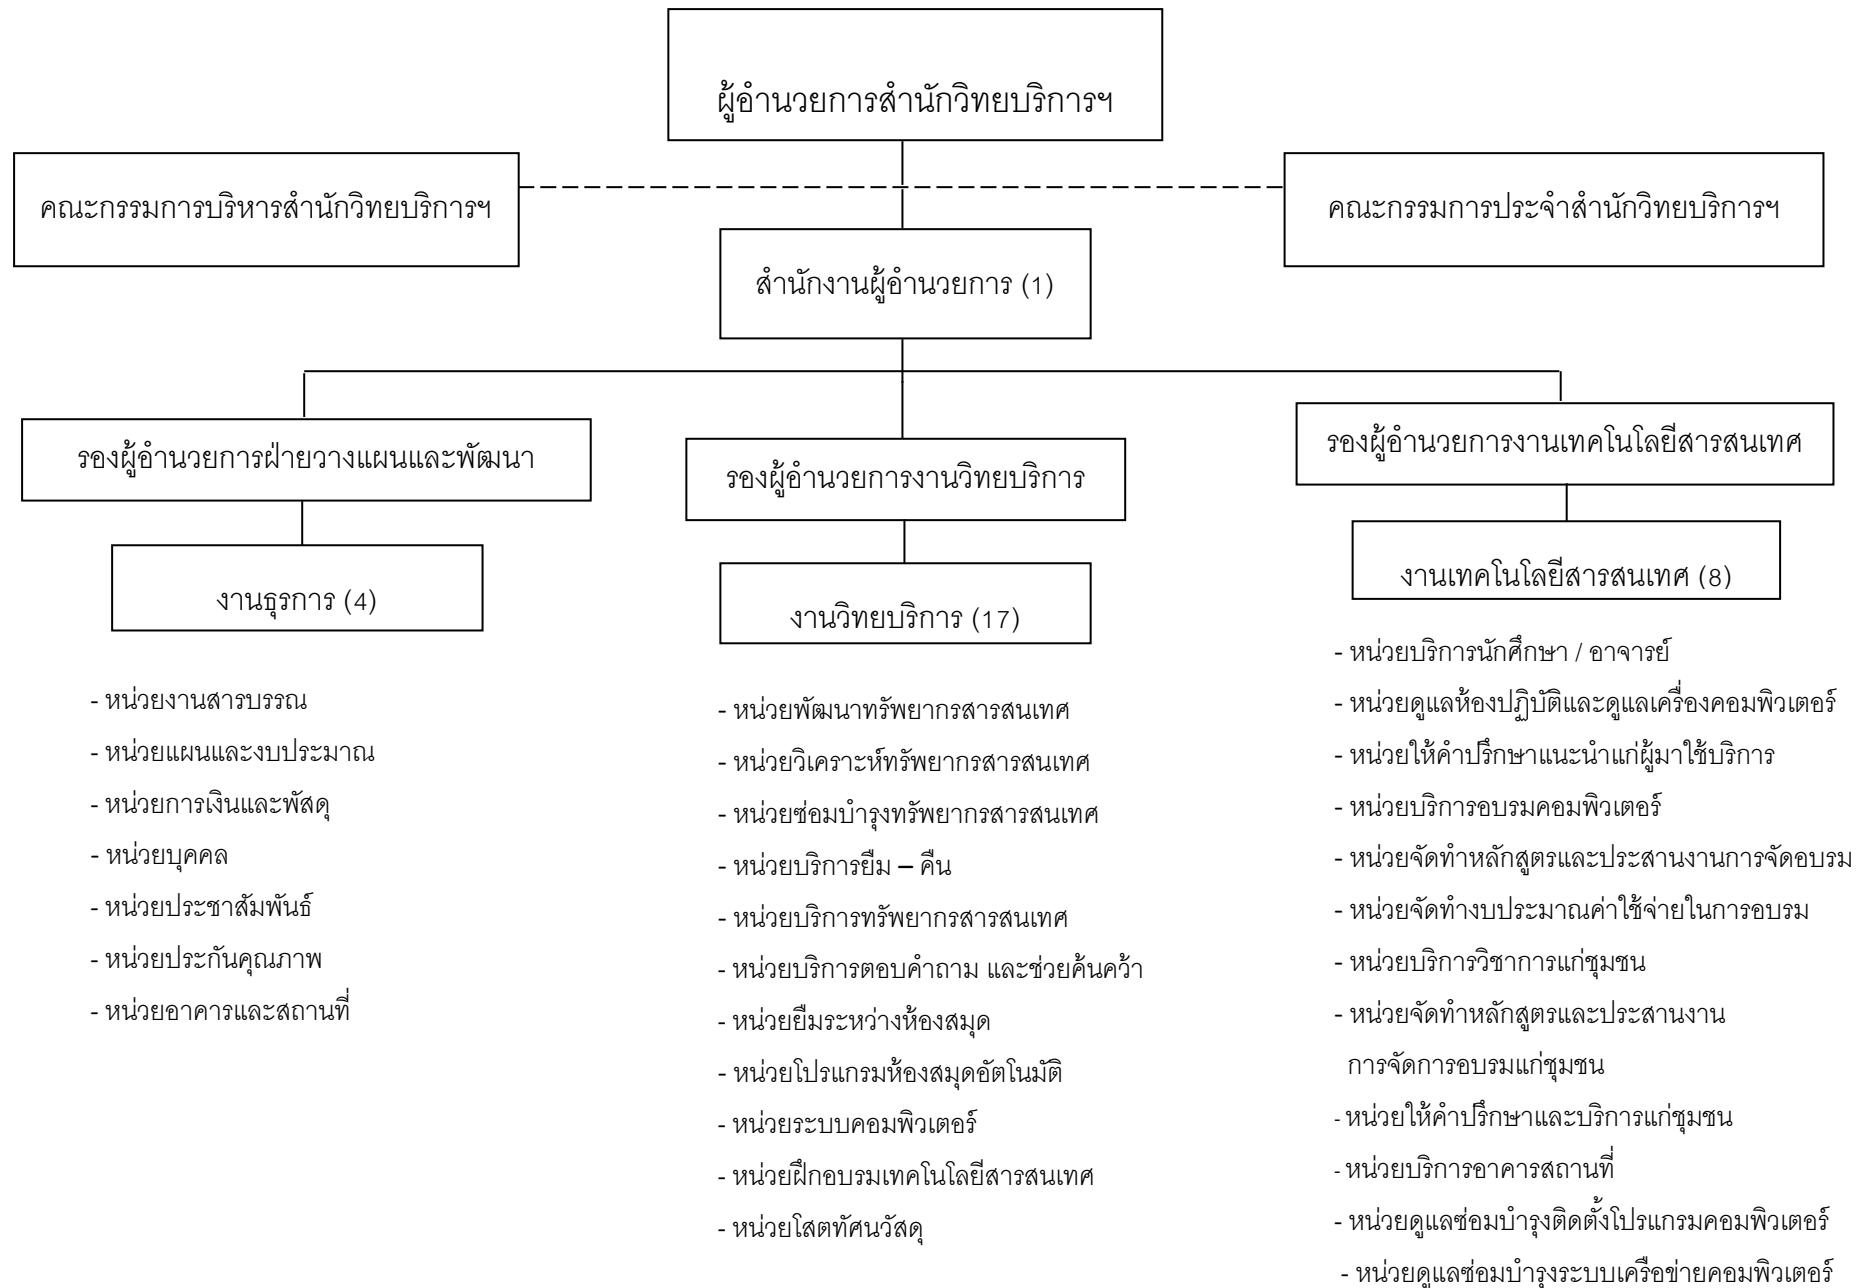 ผู้อำนวยการสำนักวิทยบริการฯ
คณะกรรมการบริหารสำนักวิทยบริการฯ
คณะกรรมการประจำสำนักวิทยบริการฯ
สำนักงานผู้อำนวยการ (1)
รองผู้อำนวยการฝ่ายวางแผนและพัฒนา
งานธุรการ (4)
- หน่วยงานสารบรรณ
- หน่วยแผนและงบประมาณ
- หน่วยการเงินและพัสดุ
- หน่วยบุคคล
- หน่วยประชาสัมพันธ์
- หน่วยประกันคุณภาพ
- หน่วยอาคารและสถานที่
รองผู้อำนวยการงานวิทยบริการ
งานวิทยบริการ (17)
- หน่วยพัฒนาทรัพยากรสารสนเทศ
- หน่วยวิเคราะห์ทรัพยากรสารสนเทศ
- หน่วยซ่อมบำรุงทรัพยากรสารสนเทศ
- หน่วยบริการยืม – คืน
- หน่วยบริการทรัพยากรสารสนเทศ
- หน่วยบริการตอบคำถาม และช่วยค้นคว้า
- หน่วยยืมระหว่างห้องสมุด
- หน่วยโปรแกรมห้องสมุดอัตโนมัติ
- หน่วยระบบคอมพิวเตอร์
- หน่วยฝึกอบรมเทคโนโลยีสารสนเทศ
- หน่วยโสตทัศนวัสดุ
รองผู้อำนวยการงานเทคโนโลยีสารสนเทศ
งานเทคโนโลยีสารสนเทศ (8)
- หน่วยบริการนักศึกษา / อาจารย์
- หน่วยดูแลห้องปฏิบัติและดูแลเครื่องคอมพิวเตอร์
- หน่วยให้คำปรึกษาแนะนำแก่ผู้มาใช้บริการ
- หน่วยบริการอบรมคอมพิวเตอร์
- หน่วยจัดทำหลักสูตรและประสานงานการจัดอบรม
- หน่วยจัดทำงบประมาณค่าใช้จ่ายในการอบรม
- หน่วยบริการวิชาการแก่ชุมชน
- หน่วยจัดทำหลักสูตรและประสานงาน
การจัดการอบรมแก่ชุมชน
- หน่วยให้คำปรึกษาและบริการแก่ชุมชน
- หน่วยบริการอาคารสถานที่
- หน่วยดูแลซ่อมบำรุงติดตั้งโปรแกรมคอมพิวเตอร์
- หน่วยดูแลซ่อมบำรุงระบบเครือข่ายคอมพิวเตอร์